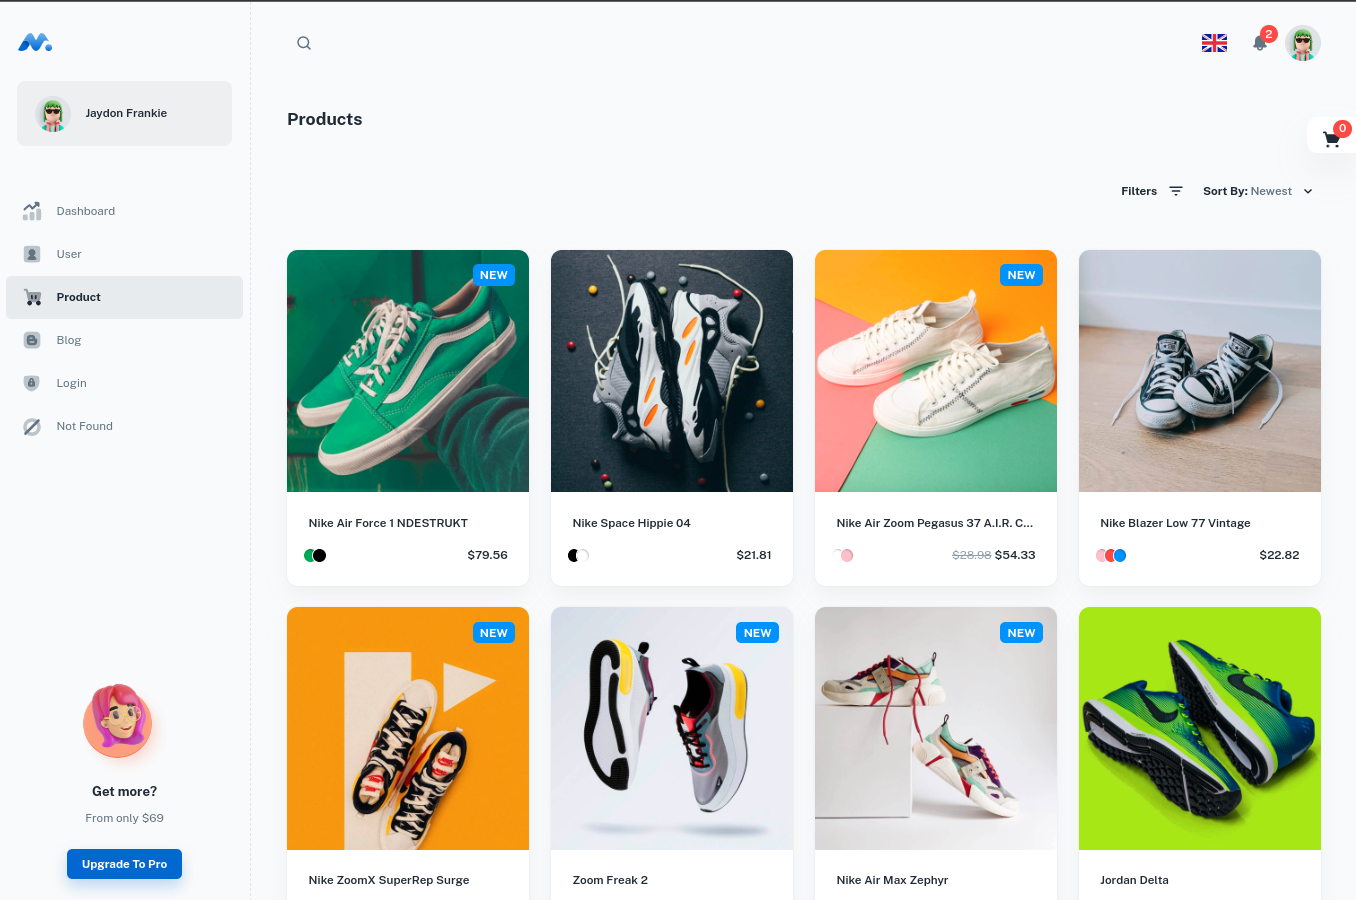 2
Jaydon Frankie
Products
0
Filters
Sort By: Newest
Dashboard
User
Product
Blog
Login
Not Found
NEW
NEW
Nike Air Force 1 NDESTRUKT
Nike Space Hippie 04
Nike Air Zoom Pegasus 37 A.I.R. C...
Nike Blazer Low 77 Vintage
$79.56
$21.81
$28.98 $54.33
$22.82
NEW
NEW
NEW
Nike ZoomX SuperRep Surge
Zoom Freak 2
Nike Air Max Zephyr
Jordan Delta
Get more?
From only $69
Upgrade To Pro